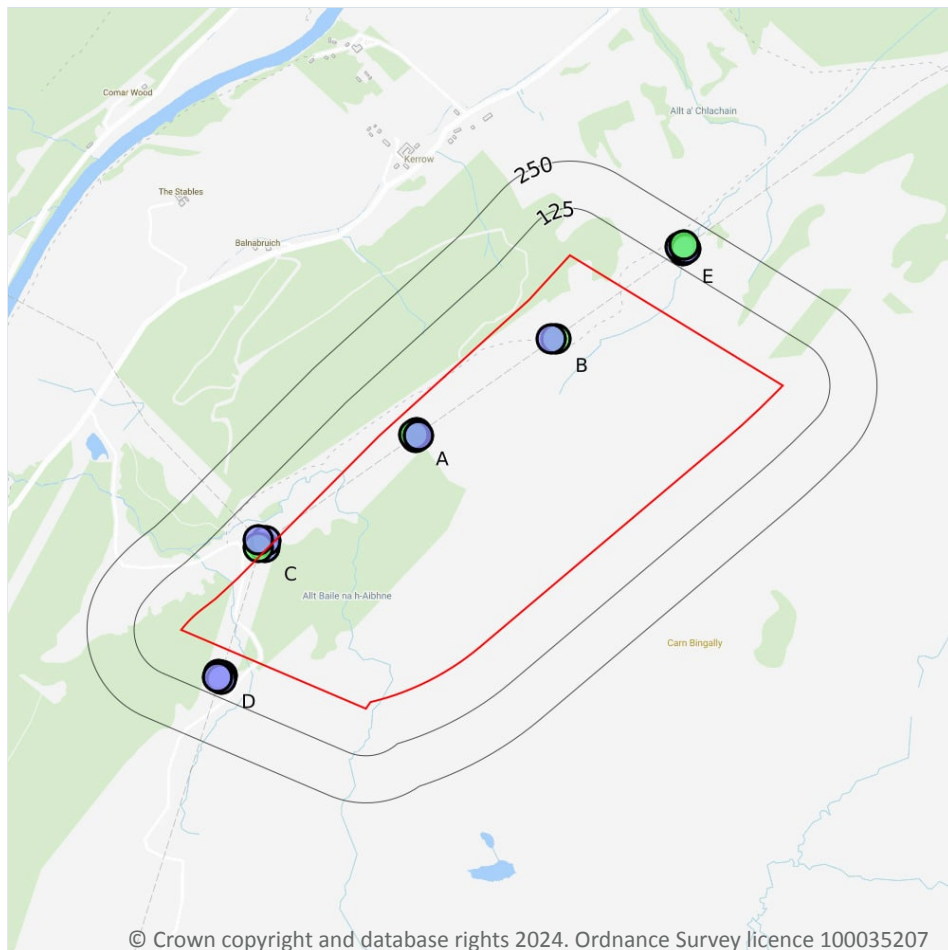 Comar Wood
Allt a' Chlachain
Kerrow
250
The Stables
125
Balnabruich
E
B
A
C
Allt Baile na h-Aibhne
Carn Bingally
D
© Crown copyright and database rights 2024. Ordnance Survey licence 100035207